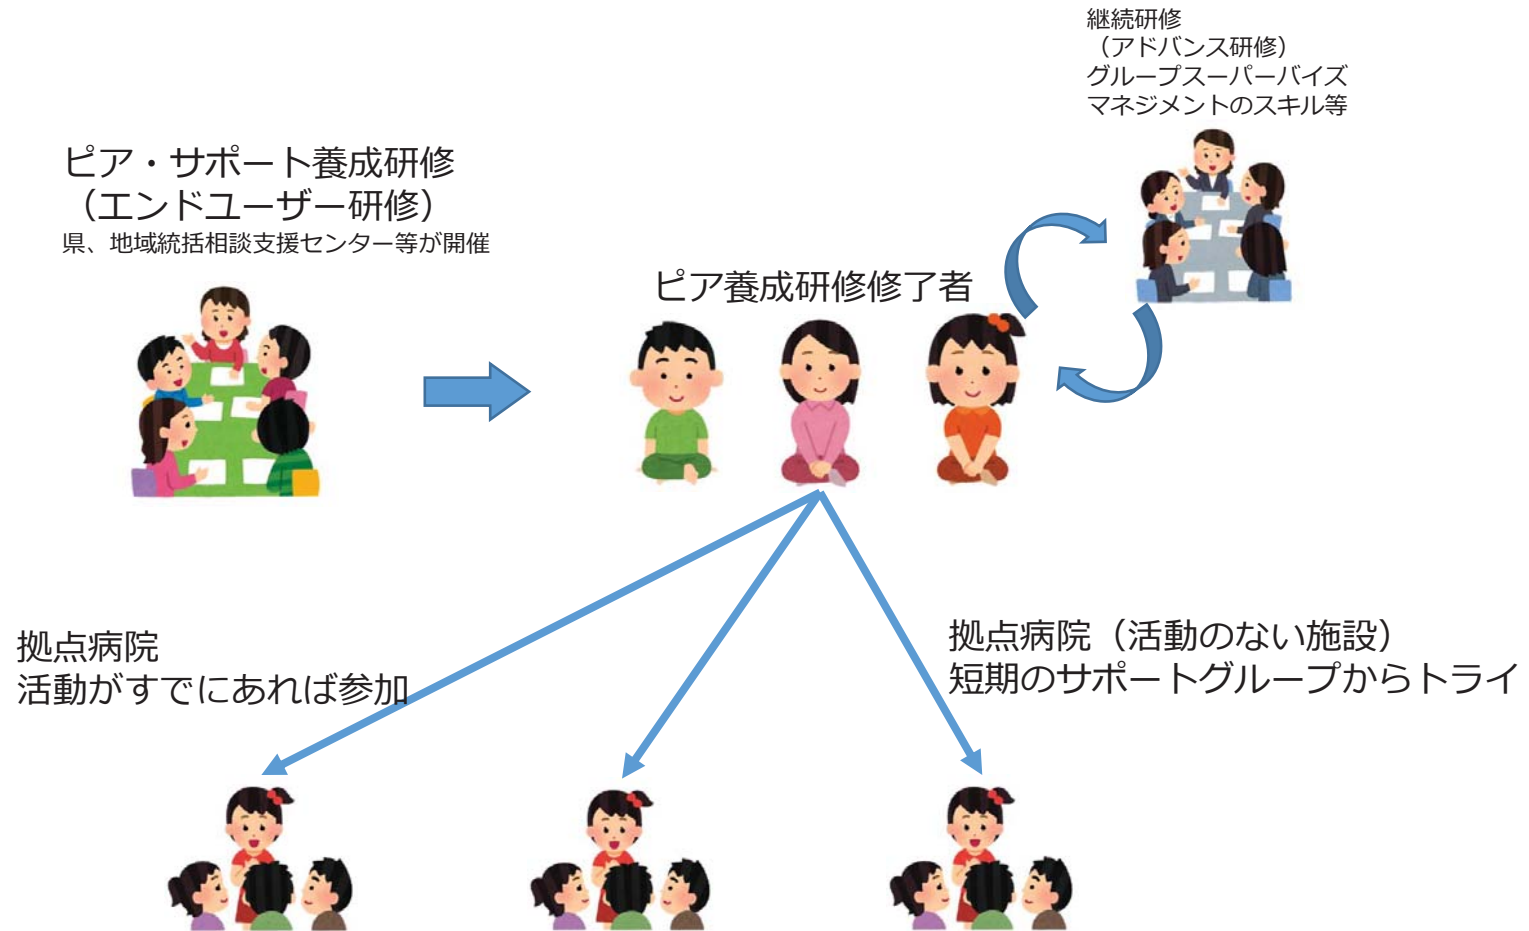 継続研修
（アドバンス研修）
グループスーパーバイズ
マネジメントのスキル等
ピア・サポート養成研修
（エンドユーザー研修）
県、地域統括相談支援センター等が開催
ピア養成研修修了者
拠点病院
活動がすでにあれば参加
拠点病院（活動のない施設）
短期のサポートグループからトライ